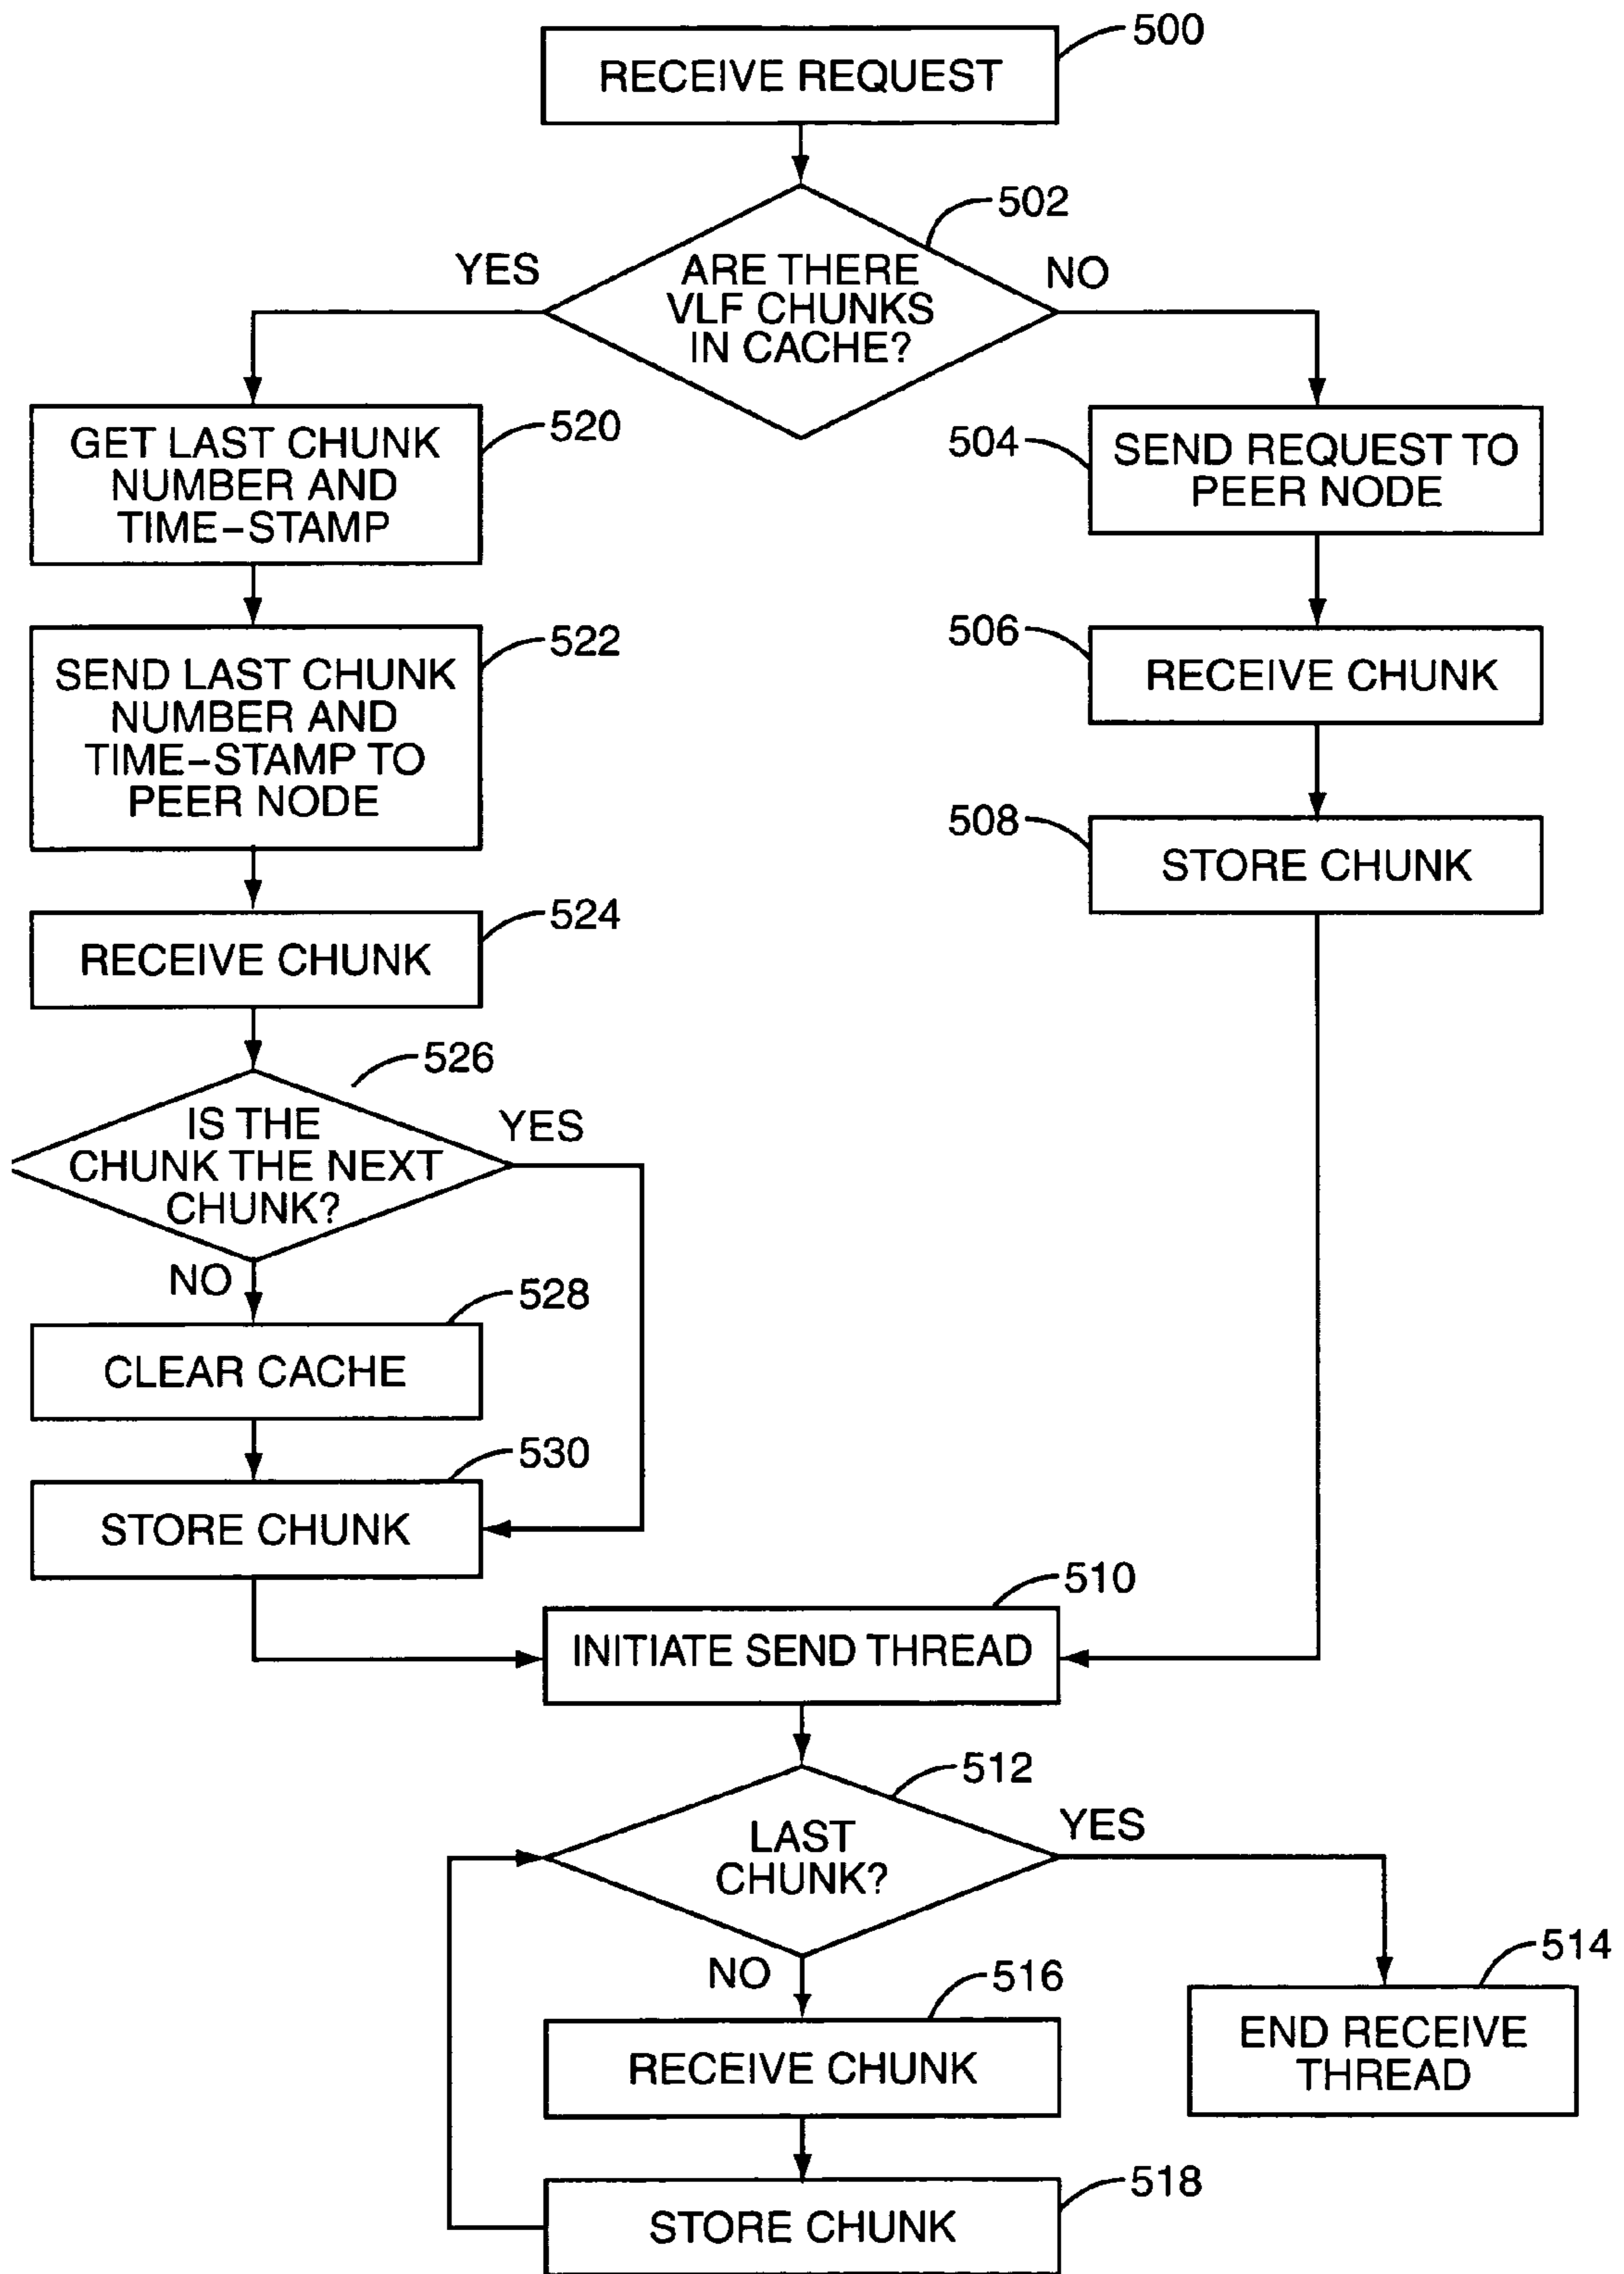 500
RECEIVE REQUEST
502
YES
ARE THERE
VLF CHUNKS
IN CACHE?
NO
GET LAST CHUNK
NUMBER AND
TIME-STAMP
520
504
SEND REQUEST TO
PEER NODE
SEND LAST CHUNK
NUMBER AND
TIME-STAMP TO
PEER NODE
522
506
RECEIVE CHUNK
508
STORE CHUNK
524
RECEIVE CHUNK
526
IS THE
CHUNK THE NEXT
CHUNK?
YES
NO
528
CLEAR CACHE
530
STORE CHUNK
510
INITIATE SEND THREAD
512
LAST
CHUNK?
YES
NO
514
END RECEIVE
THREAD
516
RECEIVE CHUNK
518
STORE CHUNK